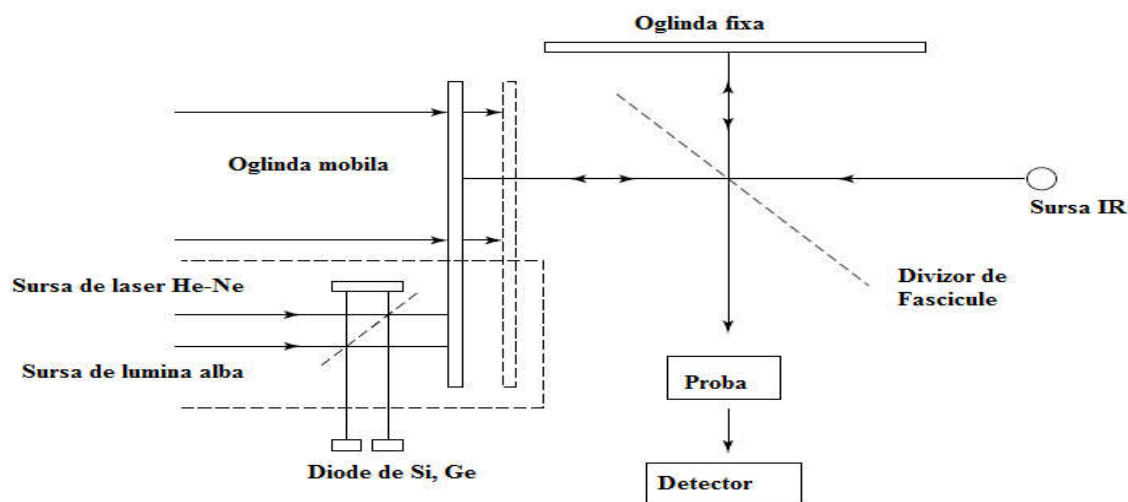 Oglinda fixa
Oglinda mobila
Sursa IR
Sursa de laser He-Ne
Divizor de
Fascicule
Sursa de lumina alba
Proba
Diode de Si, Ge
Detector